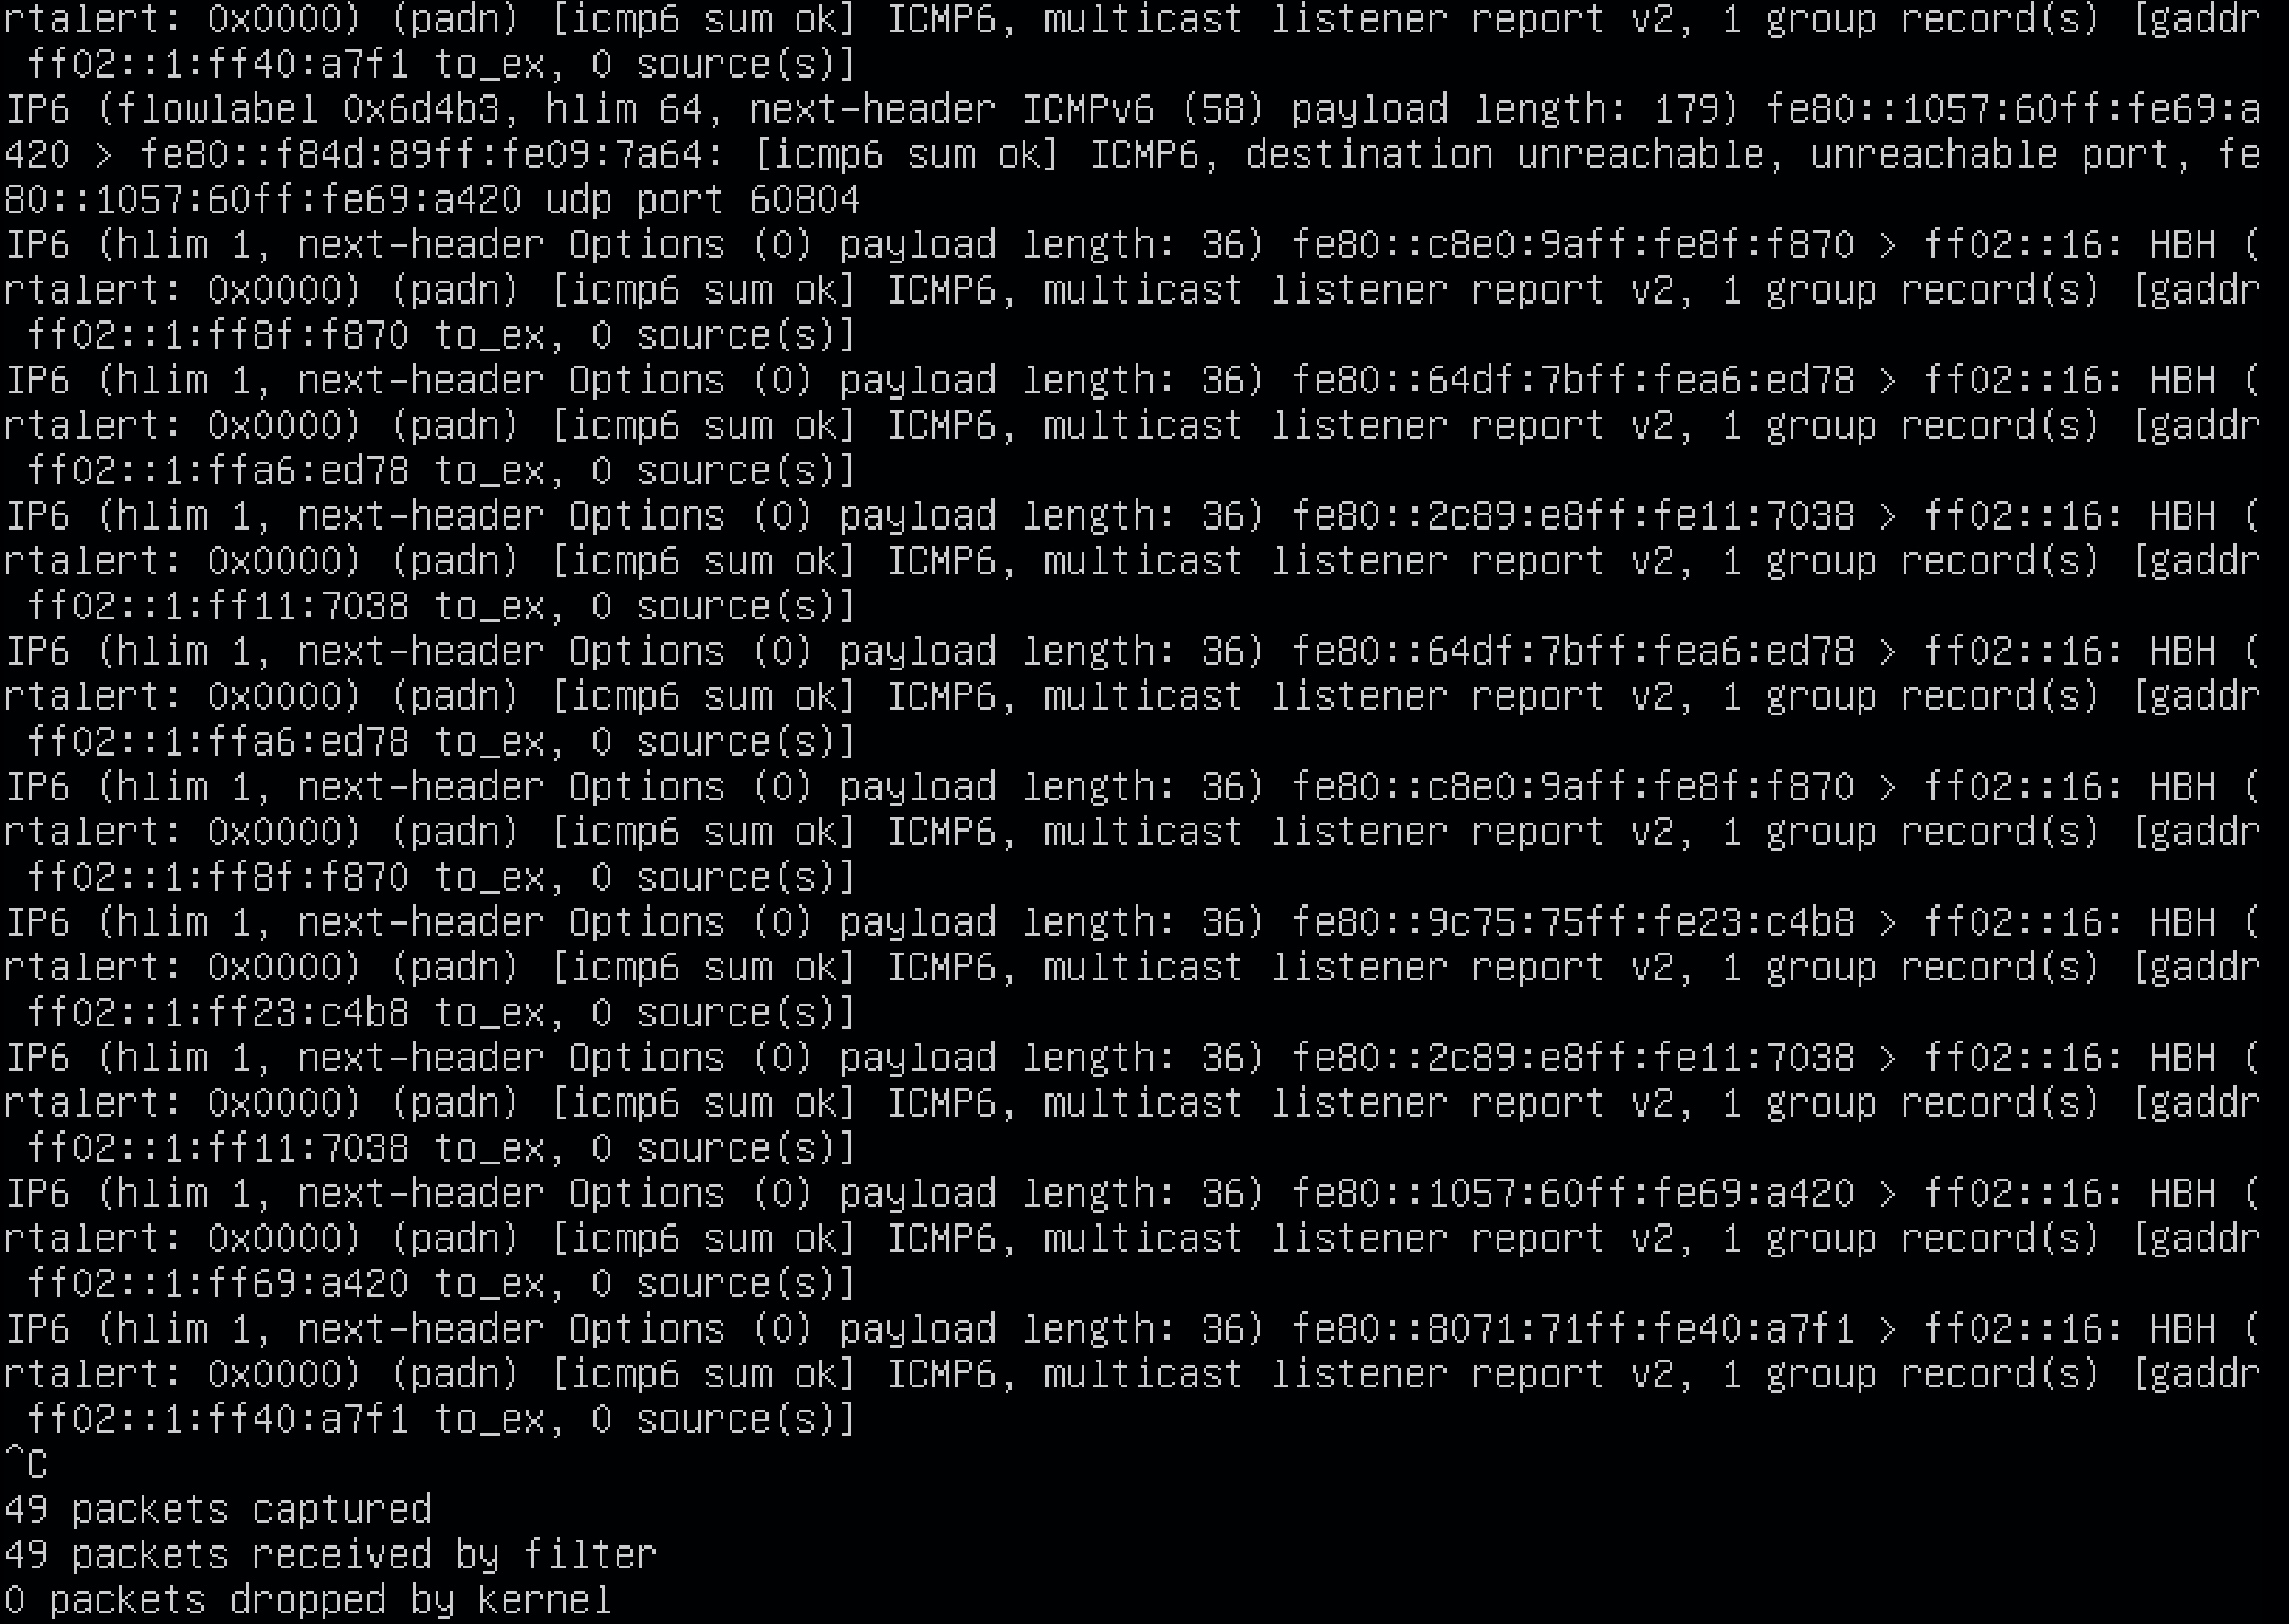 rtalert: 0x0000) (padn) [icmp6 sum ok] ICMP6, multicast listener report v2, 1 group record(s) [gaddr
 ff02::1:ff40:a7f1 to_ex, 0 source(s)]
IP6 (flowlabel 0x6d4b3, hlim 64, next-header ICMPv6 (58) payload length: 179) fe80::1057:60ff:fe69:a
420 > fe80::f84d:89ff:fe09:7a64: [icmp6 sum ok] ICMP6, destination unreachable, unreachable port, fe
80::1057:60ff:fe69:a420 udp port 60804
IP6 (hlim 1, next-header Options (0) payload length: 36) fe80::c8e0:9aff:fe8f:f870 > ff02::16: HBH (
rtalert: 0x0000) (padn) [icmp6 sum ok] ICMP6, multicast listener report v2, 1 group record(s) [gaddr
 ff02::1:ff8f:f870 to_ex, 0 source(s)]
IP6 (hlim 1, next-header Options (0) payload length: 36) fe80::64df:7bff:fea6:ed78 > ff02::16: HBH (
rtalert: 0x0000) (padn) [icmp6 sum ok] ICMP6, multicast listener report v2, 1 group record(s) [gaddr
 ff02::1:ffa6:ed78 to_ex, 0 source(s)]
IP6 (hlim 1, next-header Options (0) payload length: 36) fe80::2c89:e8ff:fe11:7038 > ff02::16: HBH (
rtalert: 0x0000) (padn) [icmp6 sum ok] ICMP6, multicast listener report v2, 1 group record(s) [gaddr
 ff02::1:ff11:7038 to_ex, 0 source(s)]
IP6 (hlim 1, next-header Options (0) payload length: 36) fe80::64df:7bff:fea6:ed78 > ff02::16: HBH (
rtalert: 0x0000) (padn) [icmp6 sum ok] ICMP6, multicast listener report v2, 1 group record(s) [gaddr
 ff02::1:ffa6:ed78 to_ex, 0 source(s)]
IP6 (hlim 1, next-header Options (0) payload length: 36) fe80::c8e0:9aff:fe8f:f870 > ff02::16: HBH (
rtalert: 0x0000) (padn) [icmp6 sum ok] ICMP6, multicast listener report v2, 1 group record(s) [gaddr
 ff02::1:ff8f:f870 to_ex, 0 source(s)]
IP6 (hlim 1, next-header Options (0) payload length: 36) fe80::9c75:75ff:fe23:c4b8 > ff02::16: HBH (
rtalert: 0x0000) (padn) [icmp6 sum ok] ICMP6, multicast listener report v2, 1 group record(s) [gaddr
 ff02::1:ff23:c4b8 to_ex, 0 source(s)]
IP6 (hlim 1, next-header Options (0) payload length: 36) fe80::2c89:e8ff:fe11:7038 > ff02::16: HBH (
rtalert: 0x0000) (padn) [icmp6 sum ok] ICMP6, multicast listener report v2, 1 group record(s) [gaddr
 ff02::1:ff11:7038 to_ex, 0 source(s)]
IP6 (hlim 1, next-header Options (0) payload length: 36) fe80::1057:60ff:fe69:a420 > ff02::16: HBH (
rtalert: 0x0000) (padn) [icmp6 sum ok] ICMP6, multicast listener report v2, 1 group record(s) [gaddr
 ff02::1:ff69:a420 to_ex, 0 source(s)]
IP6 (hlim 1, next-header Options (0) payload length: 36) fe80::8071:71ff:fe40:a7f1 > ff02::16: HBH (
rtalert: 0x0000) (padn) [icmp6 sum ok] ICMP6, multicast listener report v2, 1 group record(s) [gaddr
 ff02::1:ff40:a7f1 to_ex, 0 source(s)]
^C
49 packets captured
49 packets received by filter
0 packets dropped by kernel